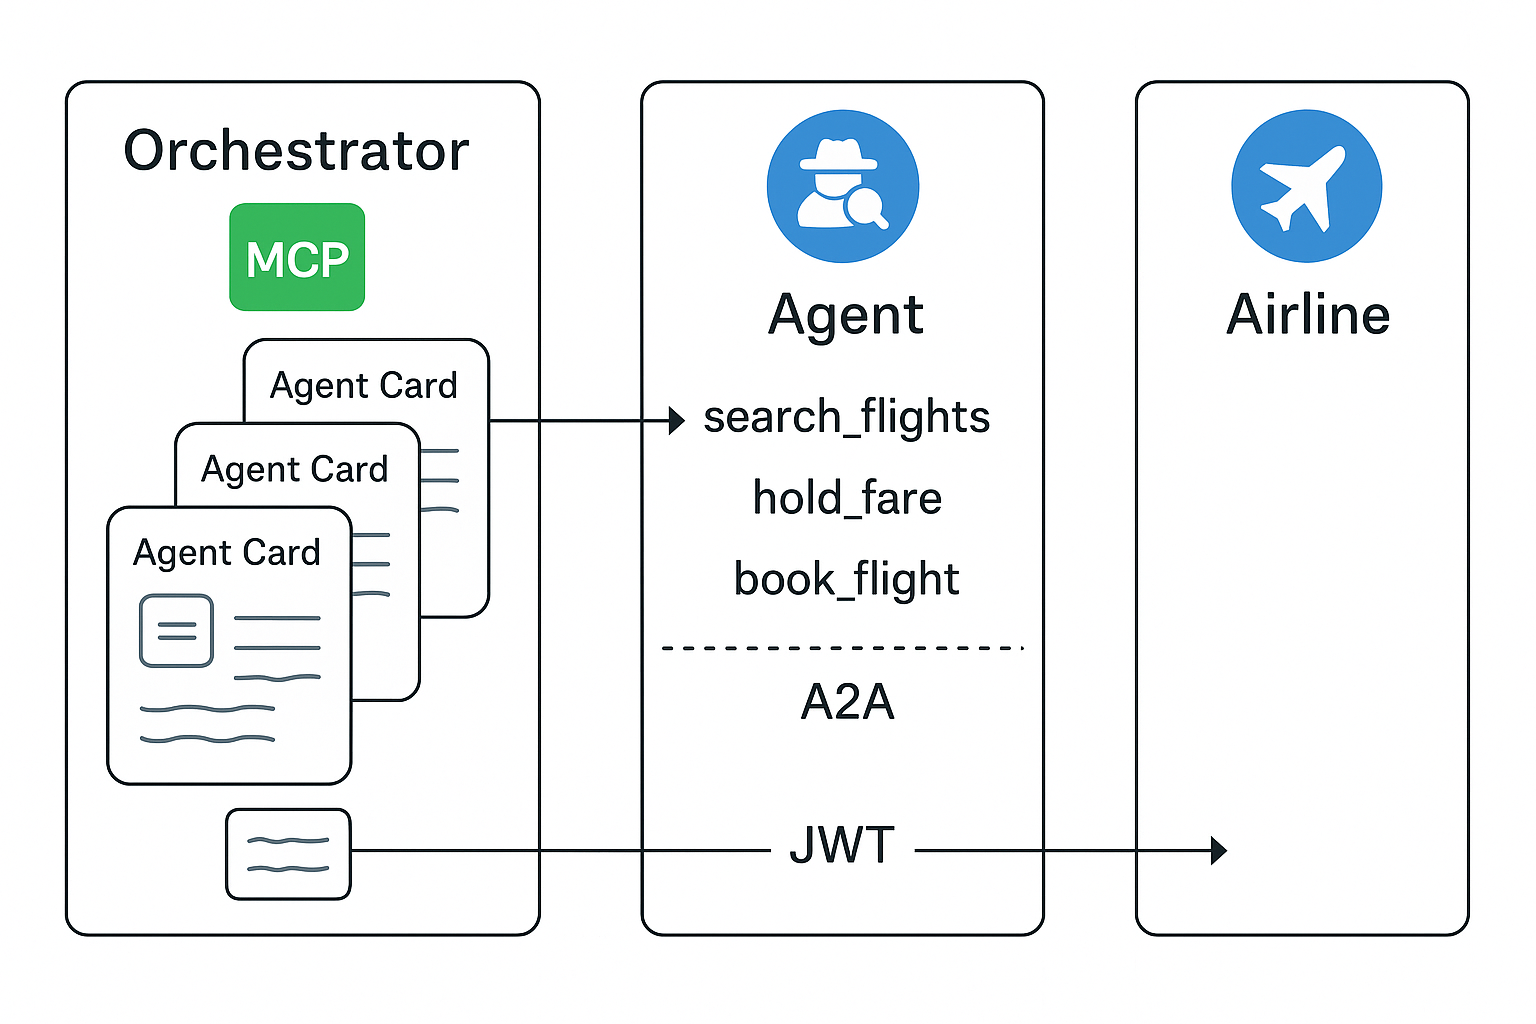 Orchestrator
MCP
Agent Card
Agent Card
Agent Card
Agent
search_flights
hold_fare
book_flight
A2A
JWT
Airline